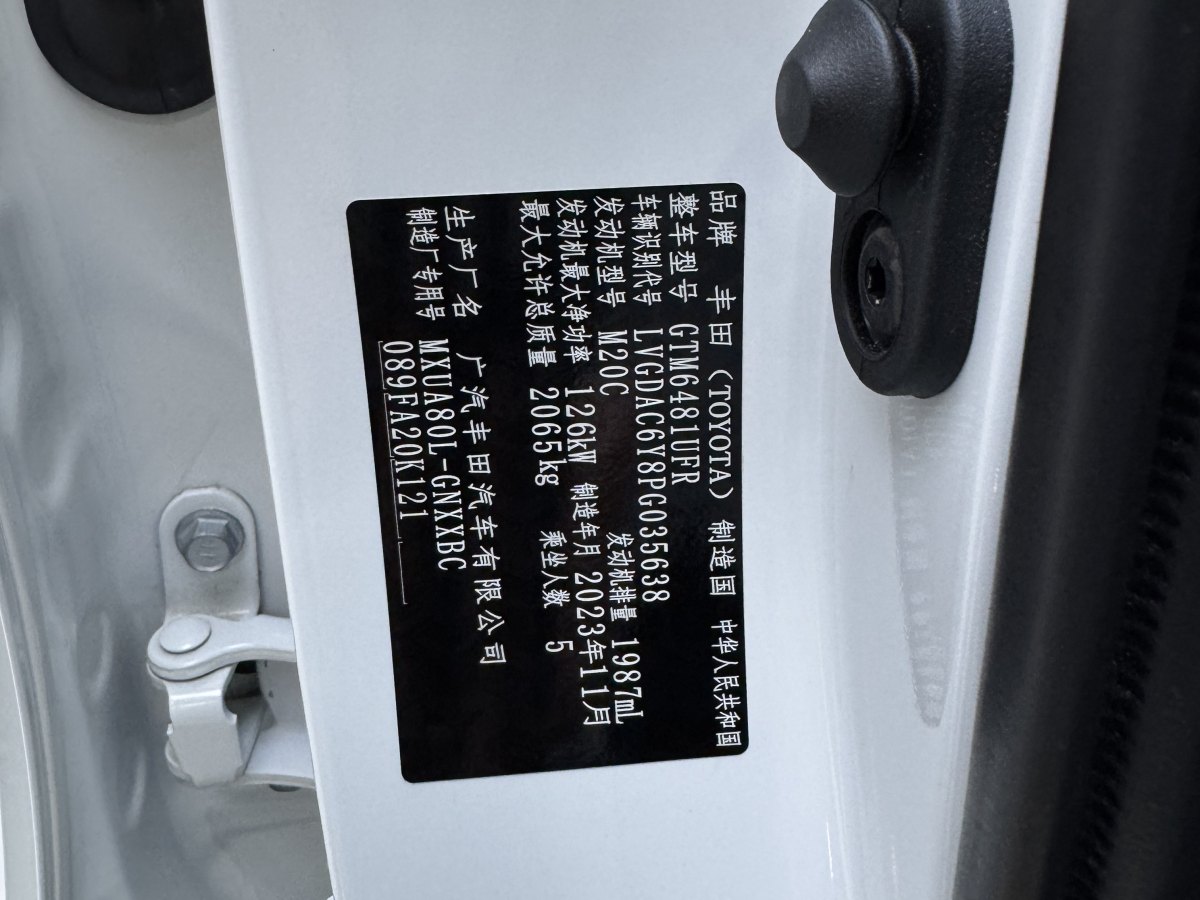 品牌 丰田（TOYOTA） 制造国 中华人民共和国
整车型号 GTM6481UFR
车辆识别代号 LVGDAC6Y8PG035638
发动机型号 M20C 发动机排量 1987mL
发动机最大净功率 126kW 制造年月 2023年11月
最大允许总质量 2065kg 乘坐人数 5
生产厂名 广汽丰田汽车有限公司
制造厂专用号 MXUA80L-GNXXBC
089FA20K121